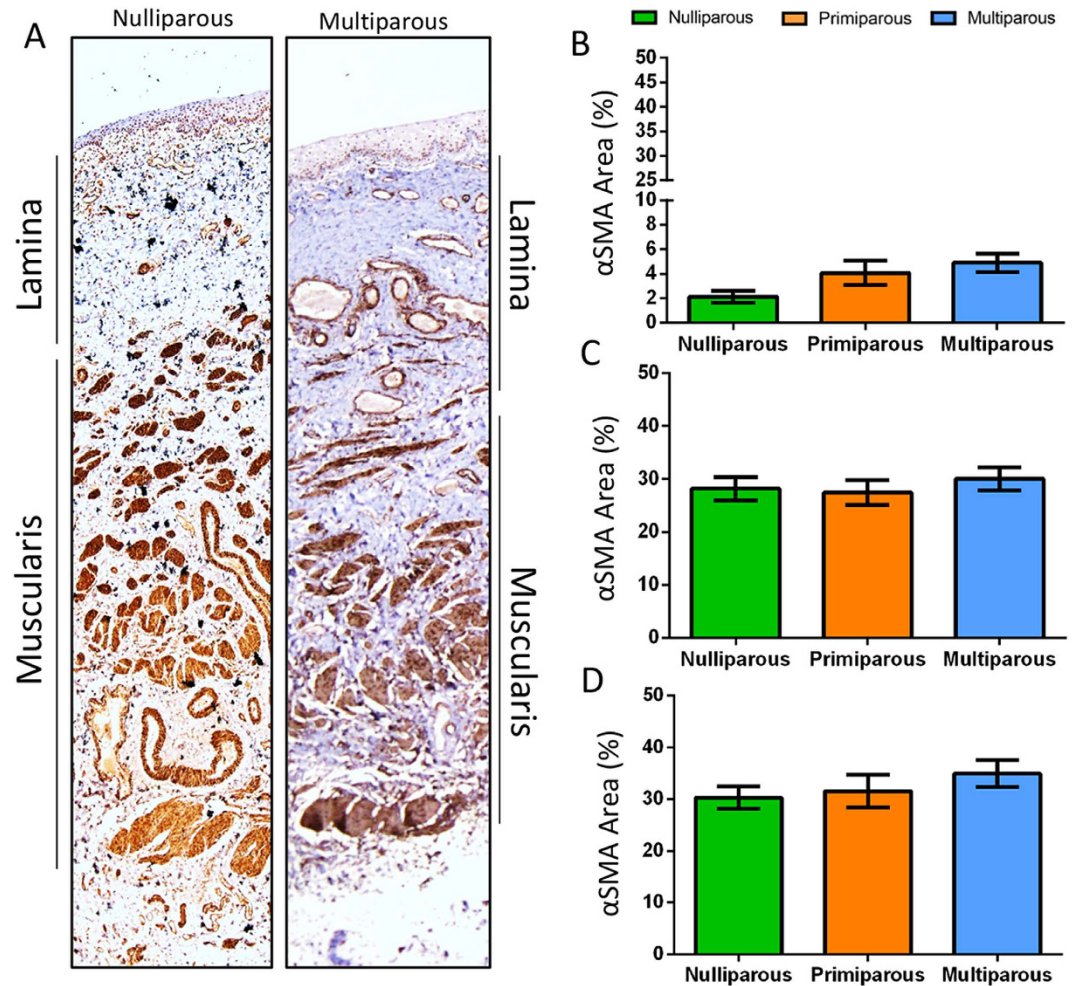 A
Nulliparous
Multiparous
Lamina
Muscularis
Lamina
Muscularis
Nulliparous Primiparous Multiparous
B
αSMA Area (%)
50
45
40
35
30
25
10
8
6
4
2
0
Nulliparous Primiparous Multiparous
C
αSMA Area (%)
50
40
30
20
10
0
Nulliparous Primiparous Multiparous
D
αSMA Area (%)
50
40
30
20
10
0
Nulliparous Primiparous Multiparous